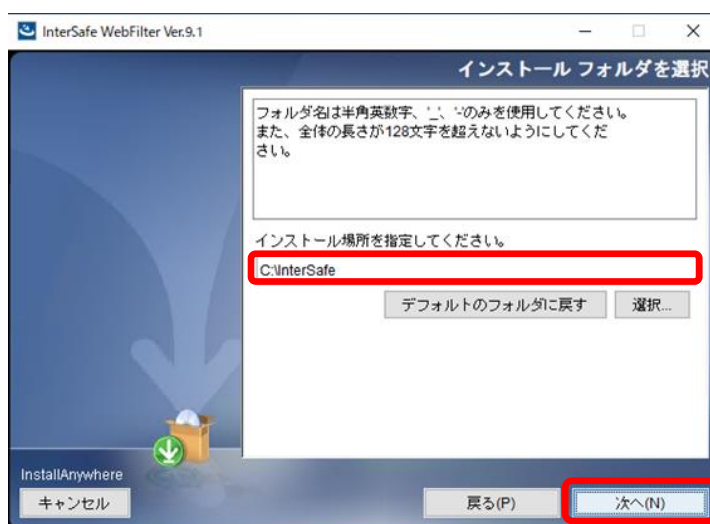 InterSafe WebFilter Ver.9.1
インストール フォルダを選択
フォルダ名は半角英数字、'_'、'-'のみを使用してください。
また、全体の長さが128文字を超えないようにしてくだ
さい。
インストール場所を指定してください。
C:\InterSafe
デフォルトのフォルダに戻す
選択...
InstallAnywhere
キャンセル
戻る(P)
次へ(N)